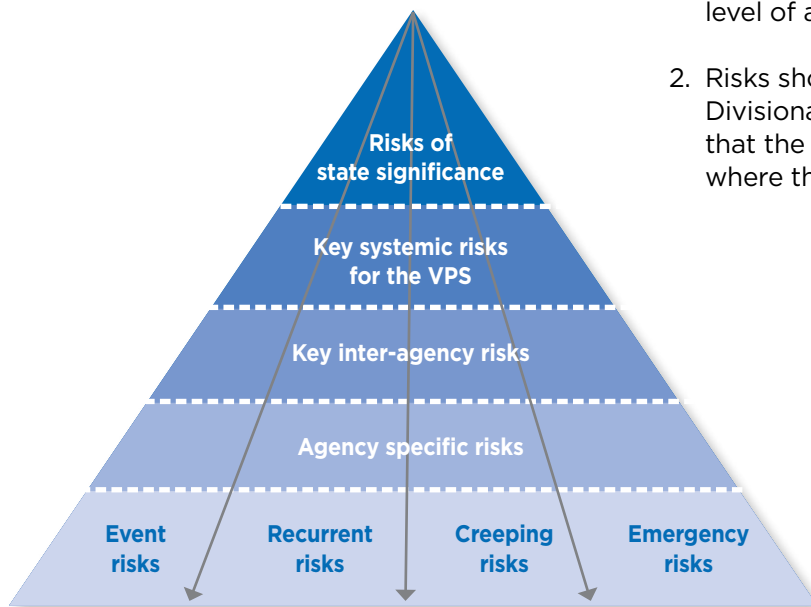 level of a
2. Risks sho
Divisiona
that the
where th
Risks of
state significance
Key systemic risks
for the VPS
Key inter-agency risks
Agency specific risks
Event
risks
Recurrent
risks
Creeping
risks
Emergency
risks